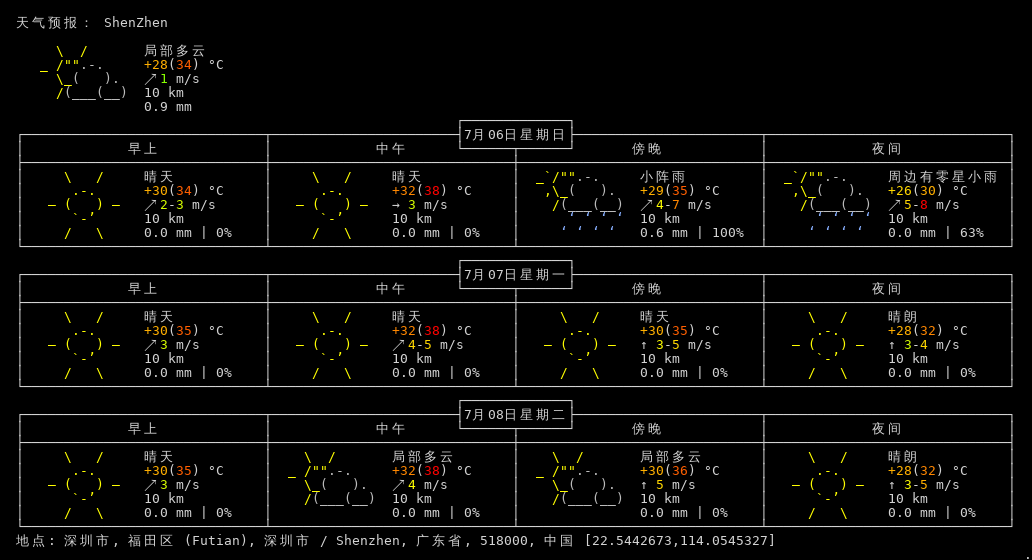 天气预报： ShenZhen
局部多云
+28(34) °C
↗1 m/s
10 km
0.9 mm
7月06日星期日
早上 中午 傍晚 夜间
晴天 晴天 小阵雨 周边有零星小雨
+30(34) °C +32(38) °C +29(35) °C +26(30) °C
↗2-3 m/s → 3 m/s ↗4-7 m/s ↗5-8 m/s
10 km 10 km 10 km 10 km
0.0 mm | 0% 0.0 mm | 0% 0.6 mm | 100% 0.0 mm | 63%
7月07日星期一
早上 中午 傍晚 夜间
晴天 晴天 晴天 晴朗
+30(35) °C +32(38) °C +30(35) °C +28(32) °C
↗3 m/s ↗4-5 m/s ↑ 3-5 m/s ↑ 3-4 m/s
10 km 10 km 10 km 10 km
0.0 mm | 0% 0.0 mm | 0% 0.0 mm | 0% 0.0 mm | 0%
7月08日星期二
早上 中午 傍晚 夜间
晴天 局部多云 局部多云 晴朗
+30(35) °C +32(38) °C +30(36) °C +28(32) °C
↗3 m/s ↗4 m/s ↑ 5 m/s ↑ 3-5 m/s
10 km 10 km 10 km 10 km
0.0 mm | 0% 0.0 mm | 0% 0.0 mm | 0% 0.0 mm | 0%
地点: 深圳市, 福田区 (Futian), 深圳市 / Shenzhen, 广东省, 518000, 中国 [22.5442673,114.0545327]